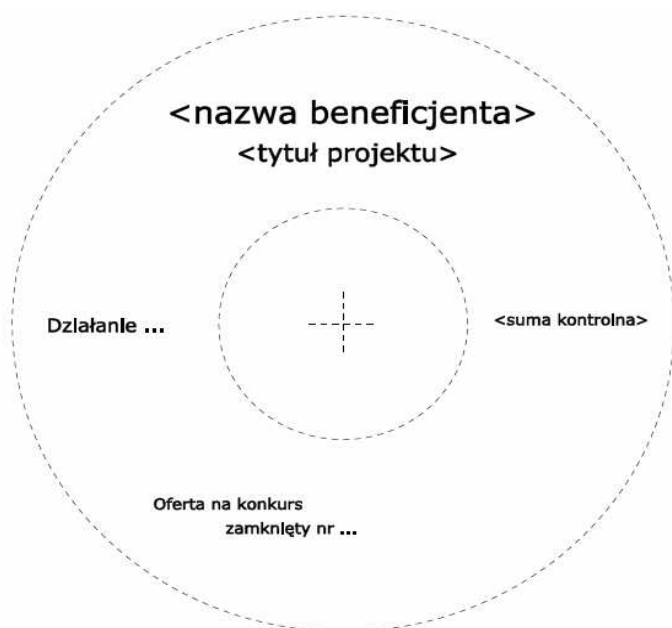 <nazwa beneficjenta>
<tytuł projektu>
Działanie ...
<suma kontrolna>
Oferta na konkurs
zamknięty nr ...